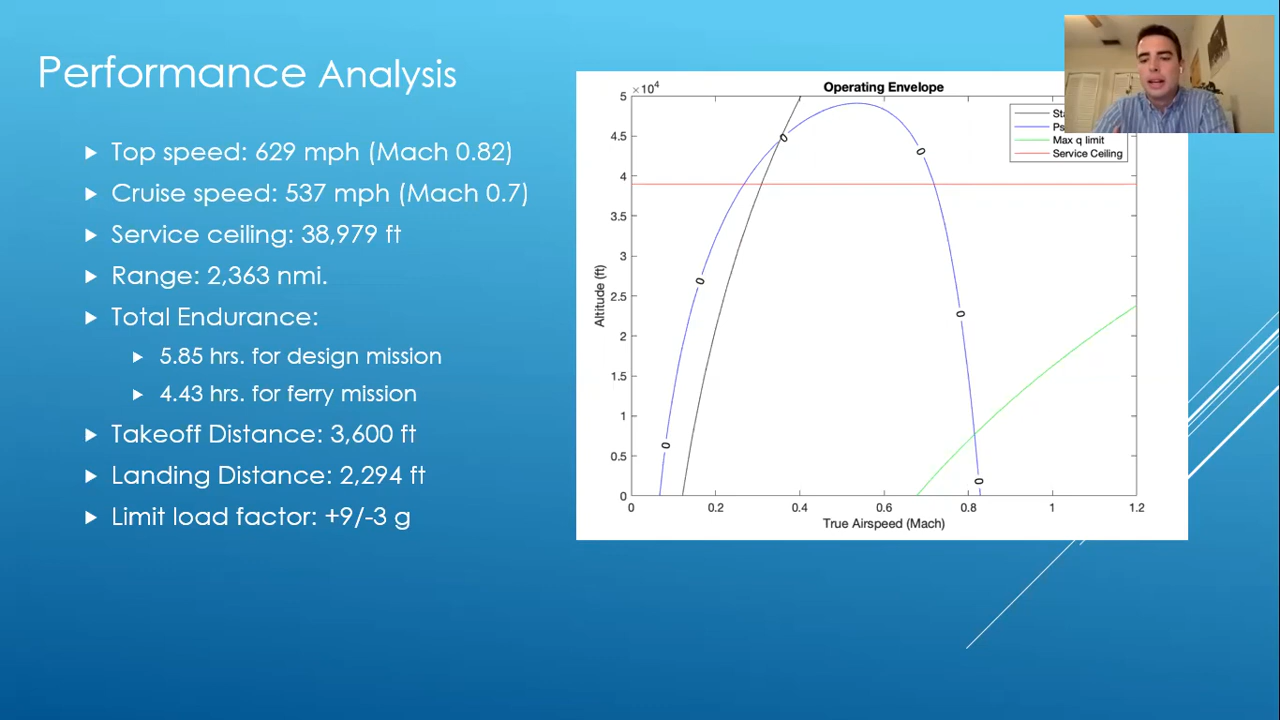 Performance Analysis
Top speed: 629 mph (Mach 0.82)
Cruise speed: 537 mph (Mach 0.7)
Service ceiling: 38,979 ft
Range: 2,363 nmi.
Total Endurance:
5.85 hrs. for design mission
4.43 hrs. for ferry mission
Takeoff Distance: 3,600 ft
Landing Distance: 2,294 ft
Limit load factor: +9/-3 g
Operating Envelope
×10⁴
5
4.5
4
3.5
3
2.5
2
1.5
1
0.5
0
Altitude (ft)
0 0.2 0.4 0.6 0.8 1 1.2
True Airspeed (Mach)
0
0
0
0
0
0
Max q limit
Service Ceiling